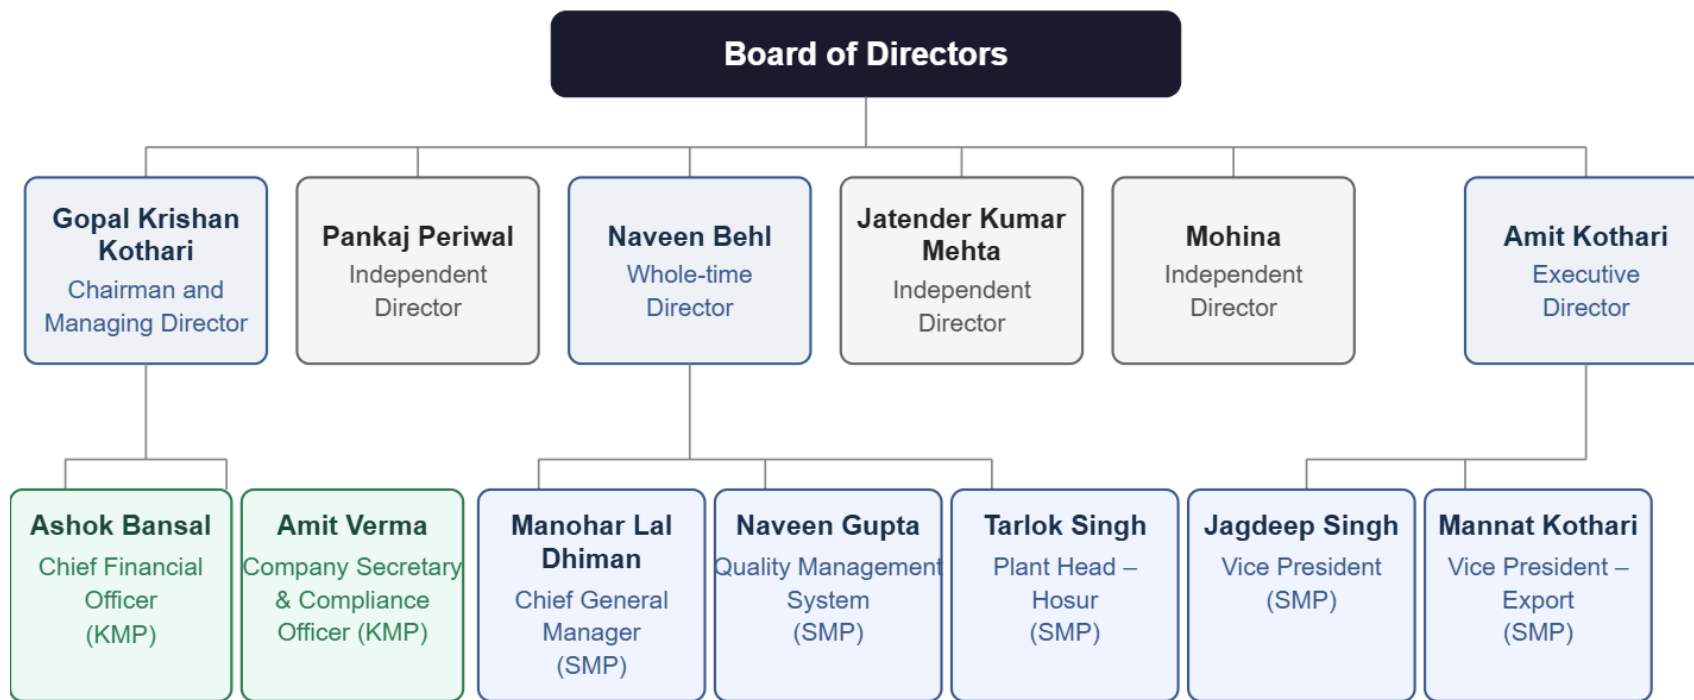 Board of Directors
Gopal Krishan
Kothari
Chairman and
Managing Director
Pankaj Periwal
Independent
Director
Naveen Behl
Whole-time
Director
Jatender Kumar
Mehta
Independent
Director
Mohina
Independent
Director
Amit Kothari
Executive
Director
Ashok Bansal
Chief Financial
Officer
(KMP)
Amit Verma
Company Secretary
& Compliance
Officer (KMP)
Manohar Lal
Dhiman
Chief General
Manager
(SMP)
Naveen Gupta
Quality Management
System
(SMP)
Tarlok Singh
Plant Head –
Hosur
(SMP)
Jagdeep Singh
Vice President
(SMP)
Mannat Kothari
Vice President –
Export
(SMP)